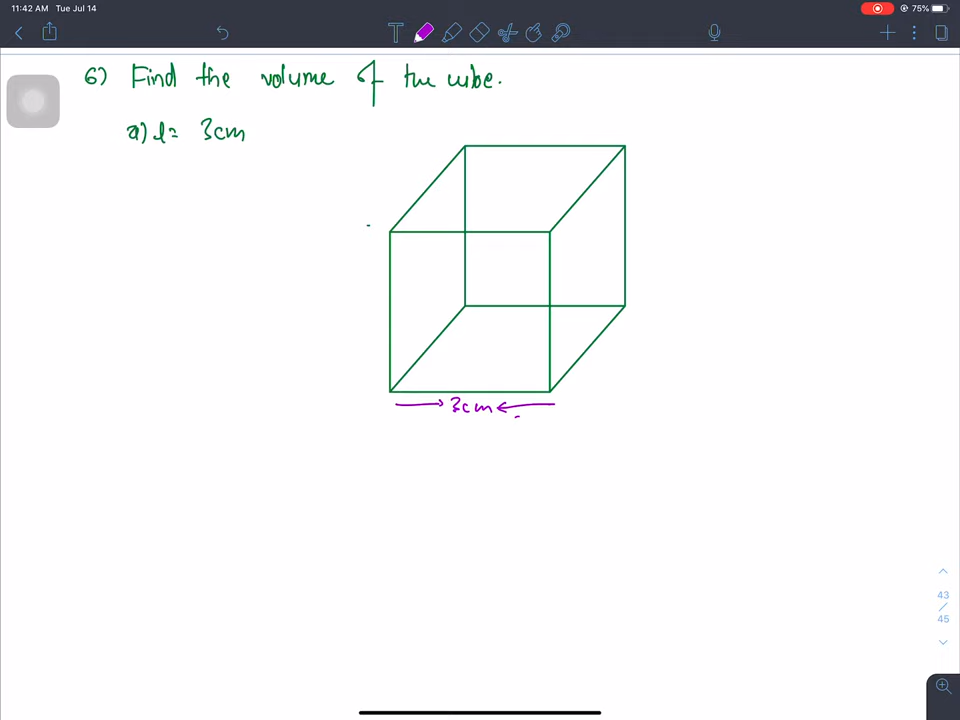 11:42 AM Tue Jul 14
75%
T
6) Find the volume of the cube.
a) l = 3cm
3cm
43
/
45